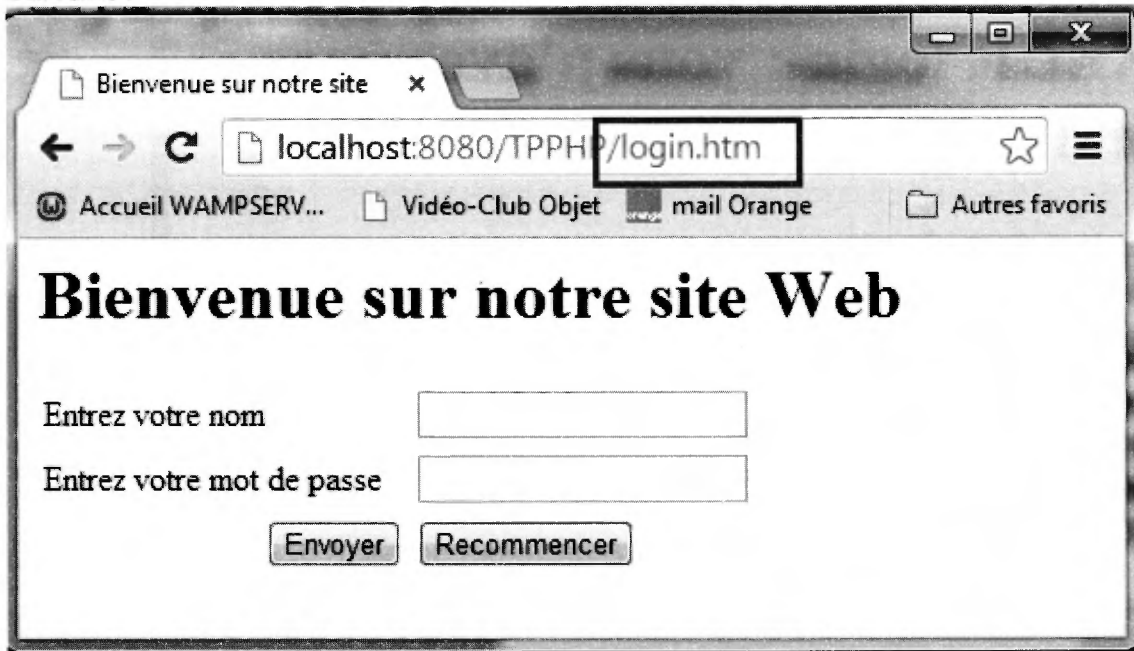 Bienvenue sur notre site
localhost:8080/TPPHP/login.htm
Accueil WAMPSERV... Vidéo-Club Objet mail Orange Autres favoris
Bienvenue sur notre site Web
Entrez votre nom
Entrez votre mot de passe
Envoyer Recommencer